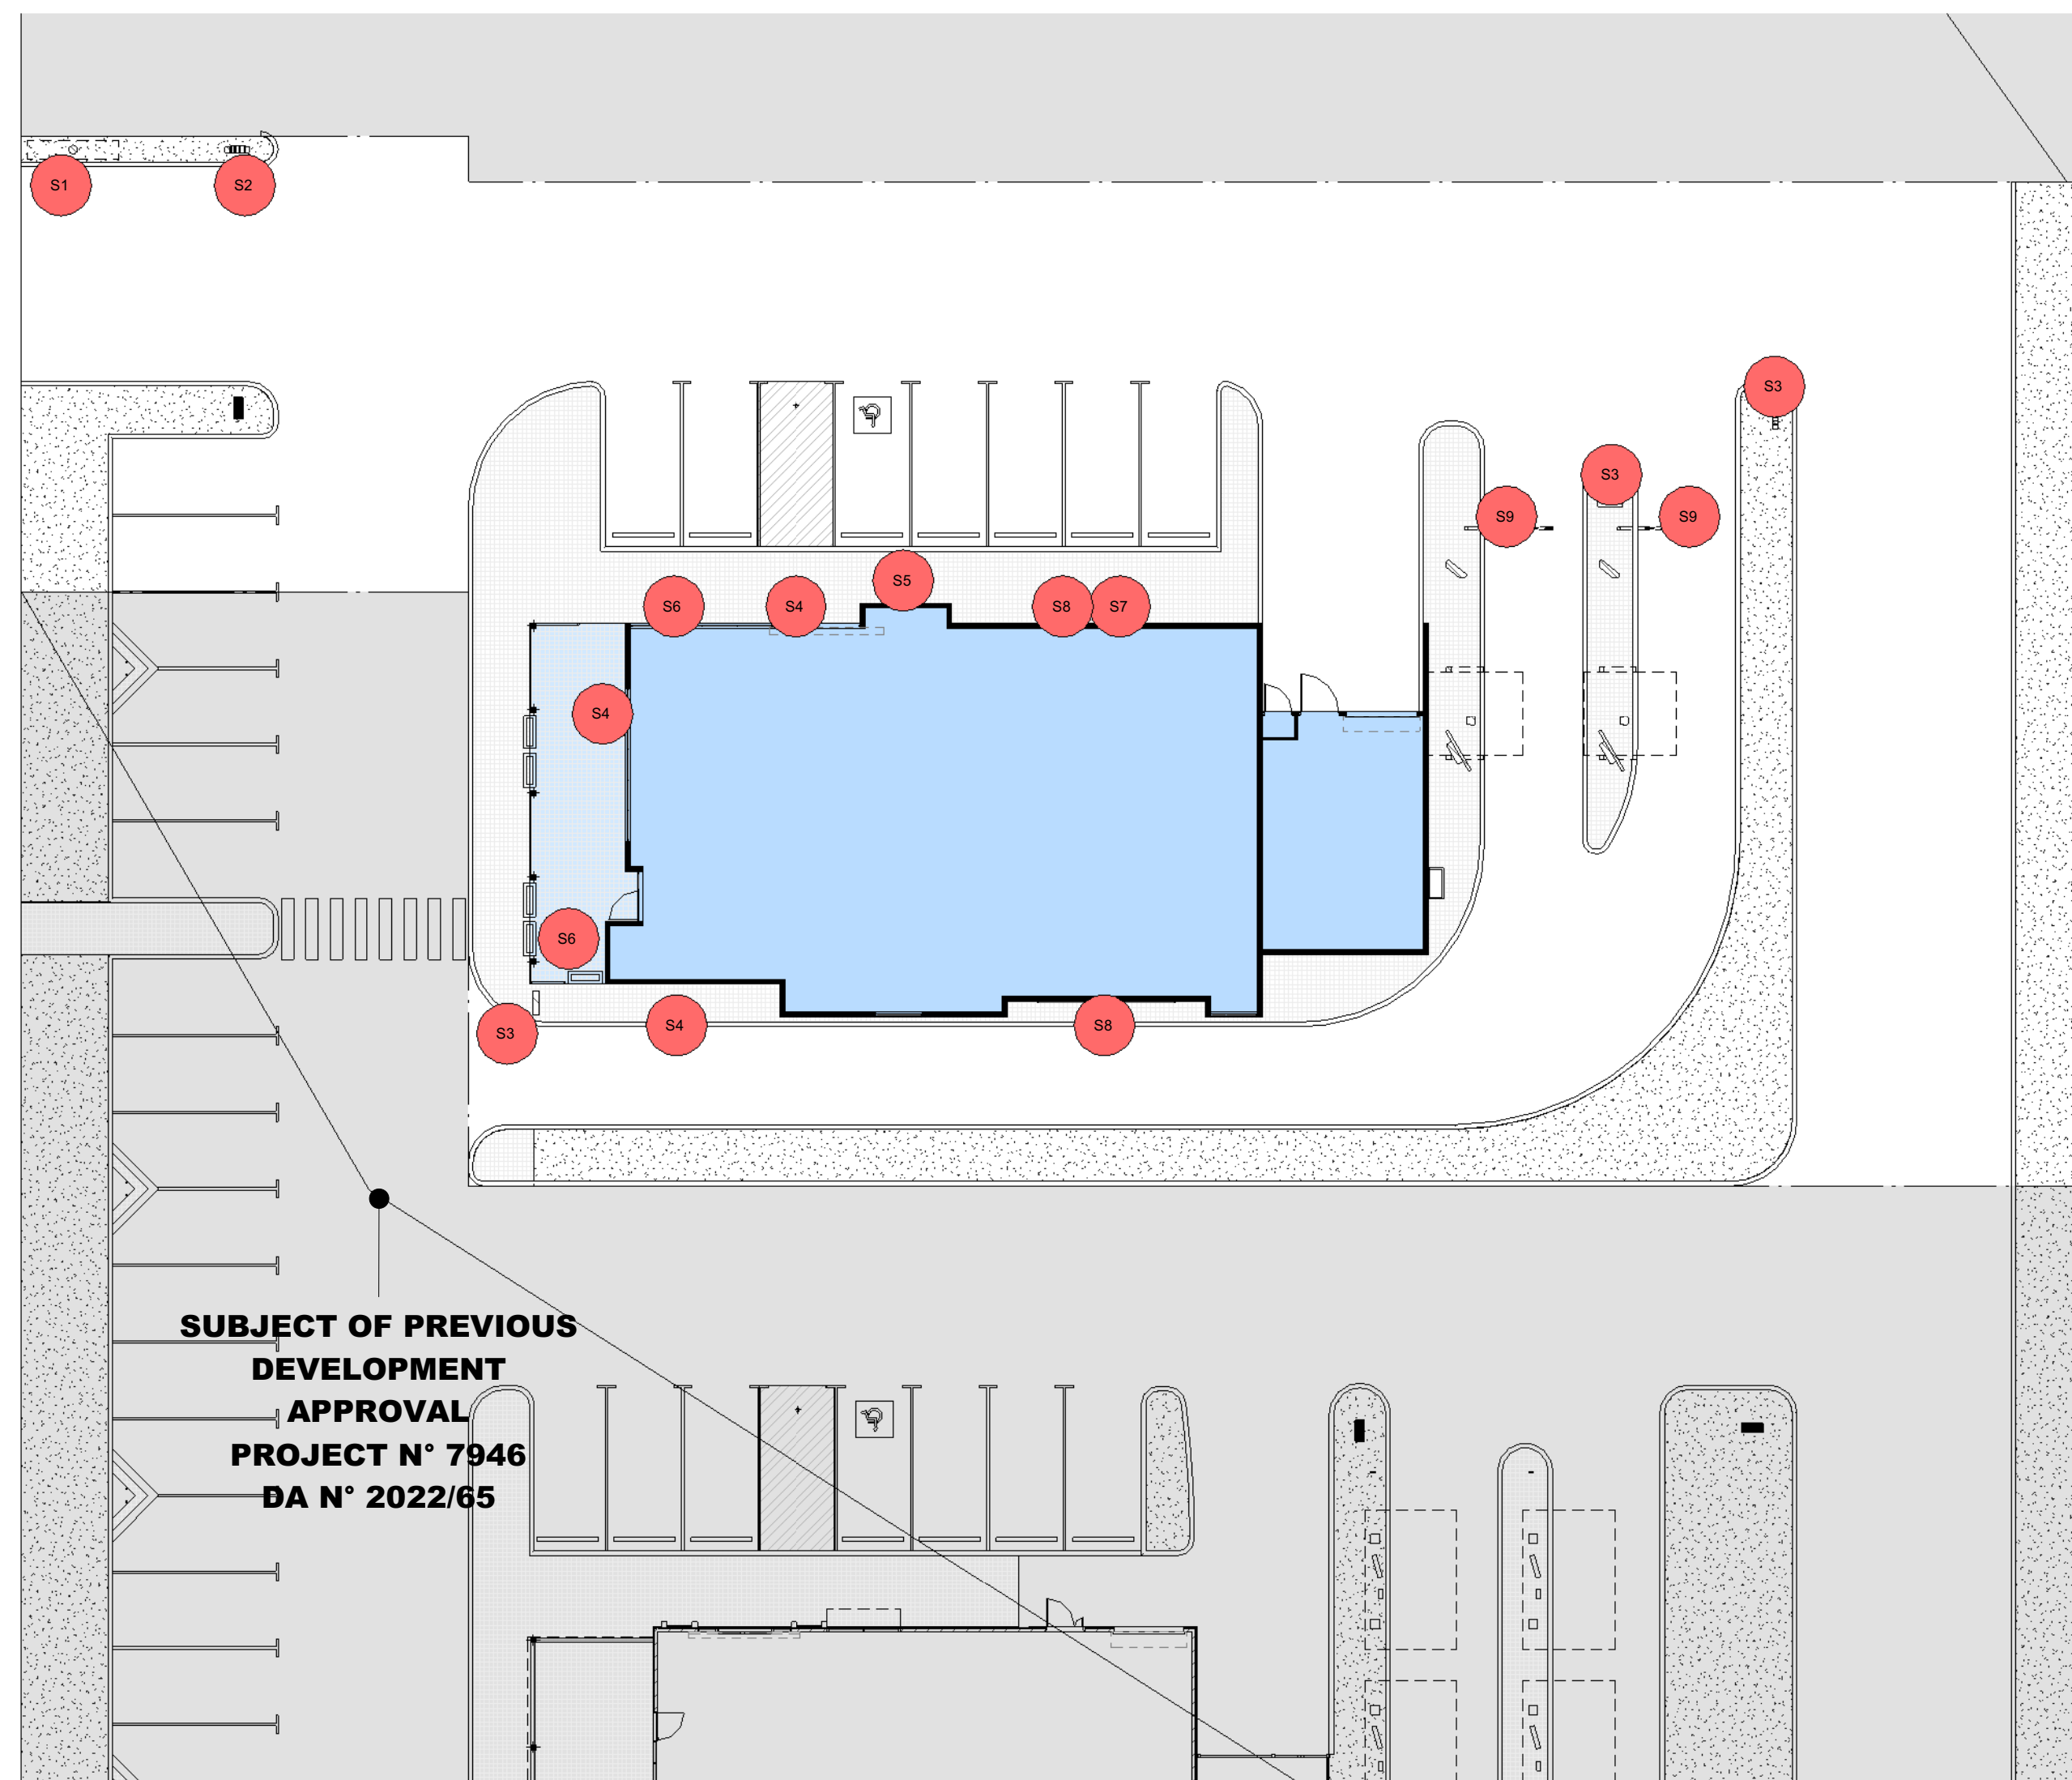 S1
S2
S3
S3
S9
S9
S5
S6
S4
S8
S7
S4
S6
S3
S4
S8
SUBJECT OF PREVIOUS
DEVELOPMENT
APPROVAL
PROJECT N° 7946
DA N° 2022/65